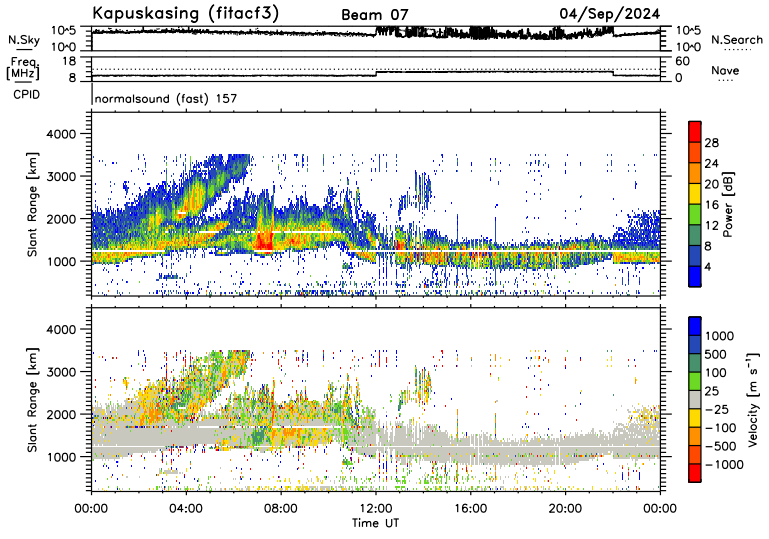 Kapuskasing (fitacf3) Beam 07 04/Sep/2024
N.Sky 10^5 10^0 10^5 10^0 N.Search
Freq. [MHz] 18 8 60 0 Nave
CPID normalsound (fast) 157
Slant Range [km] 4000 3000 2000 1000
Power [dB] 28 24 20 16 12 8 4
Slant Range [km] 4000 3000 2000 1000
Velocity [m s⁻¹] 1000 500 100 25 −25 −100 −500 −1000
00:00 04:00 08:00 12:00 16:00 20:00 00:00
Time UT